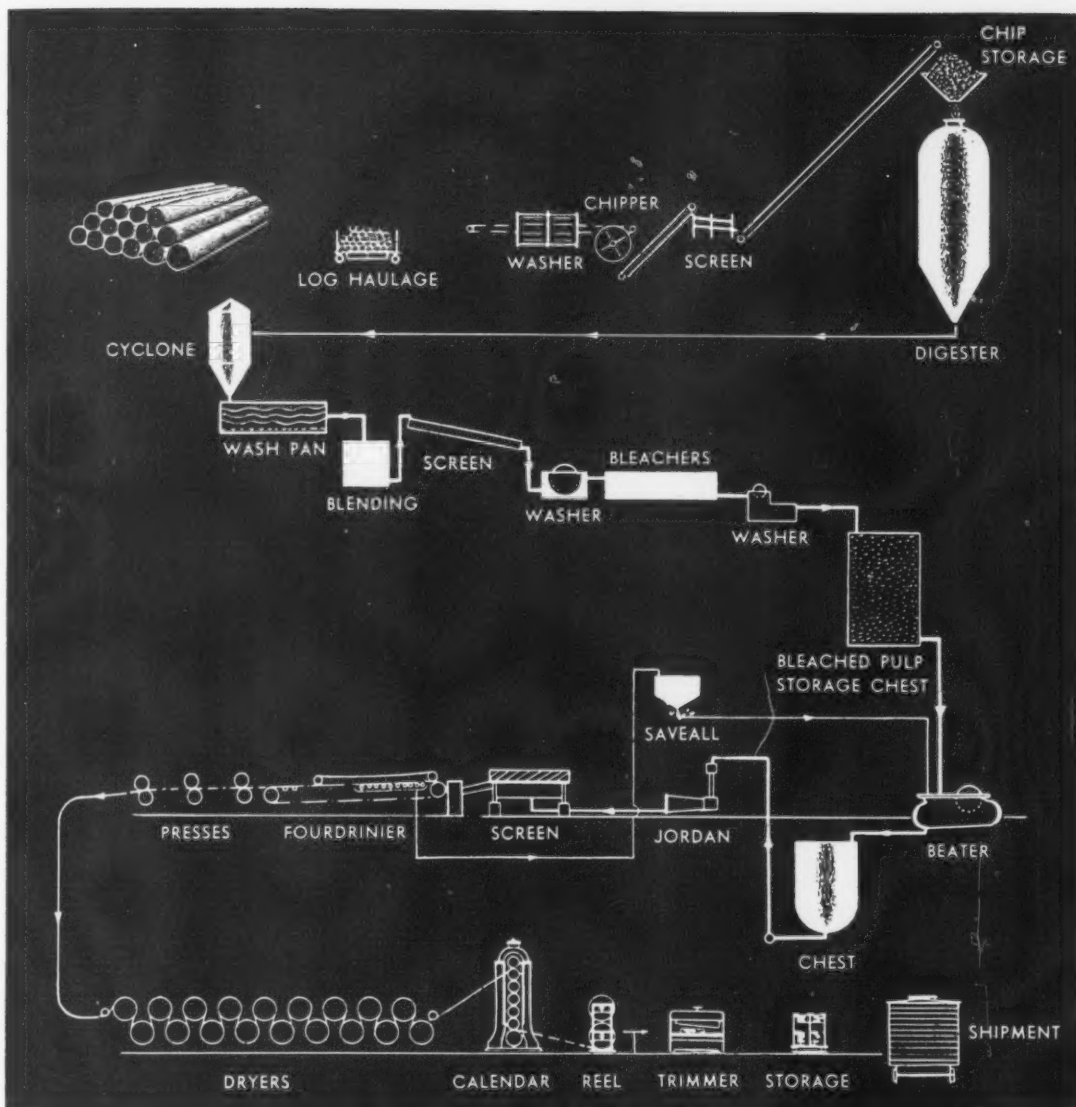 CHIP
STORAGE
CHIPPER
LOG HAULAGE
WASHER
SCREEN
CYCLONE
DIGESTER
WASH PAN
SCREEN
BLEACHERS
BLENDING
WASHER
WASHER
BLEACHED PULP
STORAGE CHEST
SAVEALL
PRESSES
FOURDRINIER
SCREEN
JORDAN
BEATER
CHEST
SHIPMENT
DRYERS
CALENDAR
REEL
TRIMMER
STORAGE